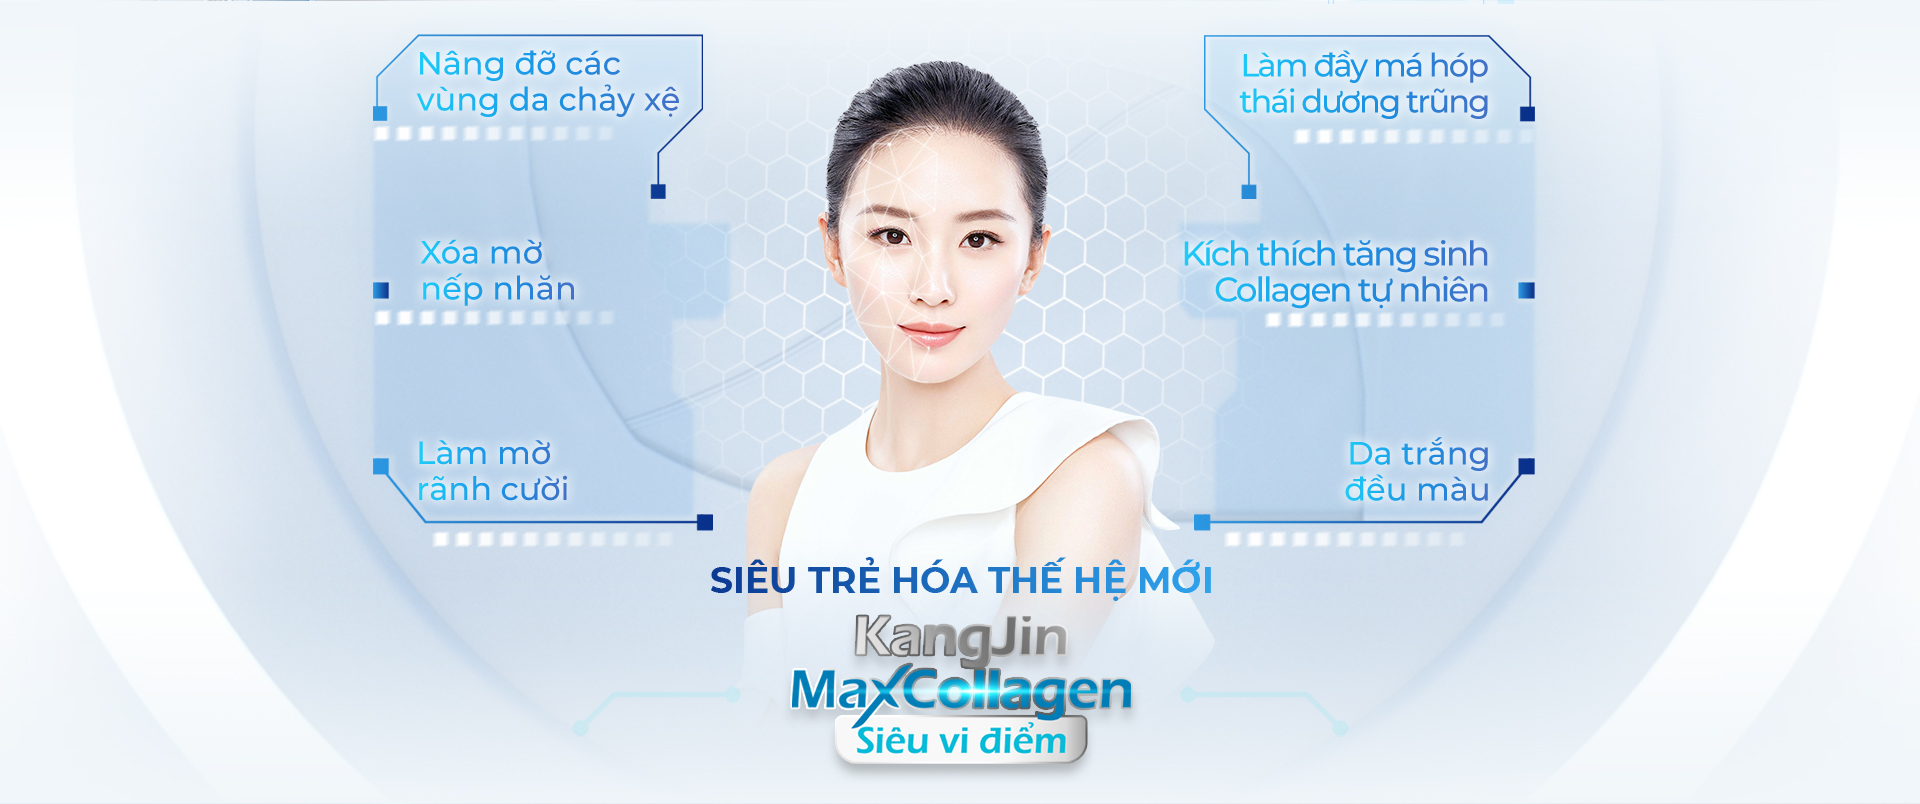 Nâng đỡ các
vùng da chảy xệ
Xóa mờ
nếp nhăn
Làm mờ
rãnh cười
Làm đầy má hóp
thái dương trũng
Kích thích tăng sinh
Collagen tự nhiên
Da trắng
đều màu
SIÊU TRẺ HÓA THẾ HỆ MỚI
KangJin
MaxCollagen
Siêu vi điểm